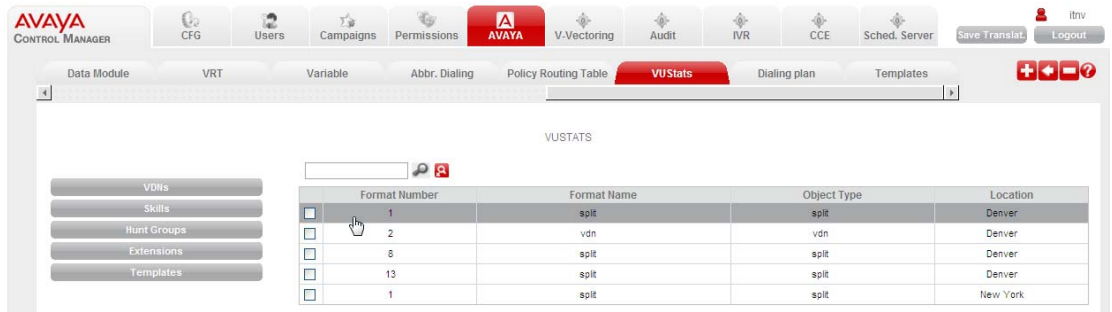 AVAYA
CONTROL MANAGER
CFG Users Campaigns Permissions AVAYA V-Vectoring Audit IVR CCE Sched. Server
itnv
Save Translat. Logout
Data Module VRT Variable Abbr. Dialing Policy Routing Table VUStats Dialing plan Templates
VUSTATS
VDNs
Skills
Hunt Groups
Extensions
Templates
Format Number Format Name Object Type Location
1 split split Denver
2 vdn vdn Denver
8 split split Denver
13 split split Denver
1 split split New York